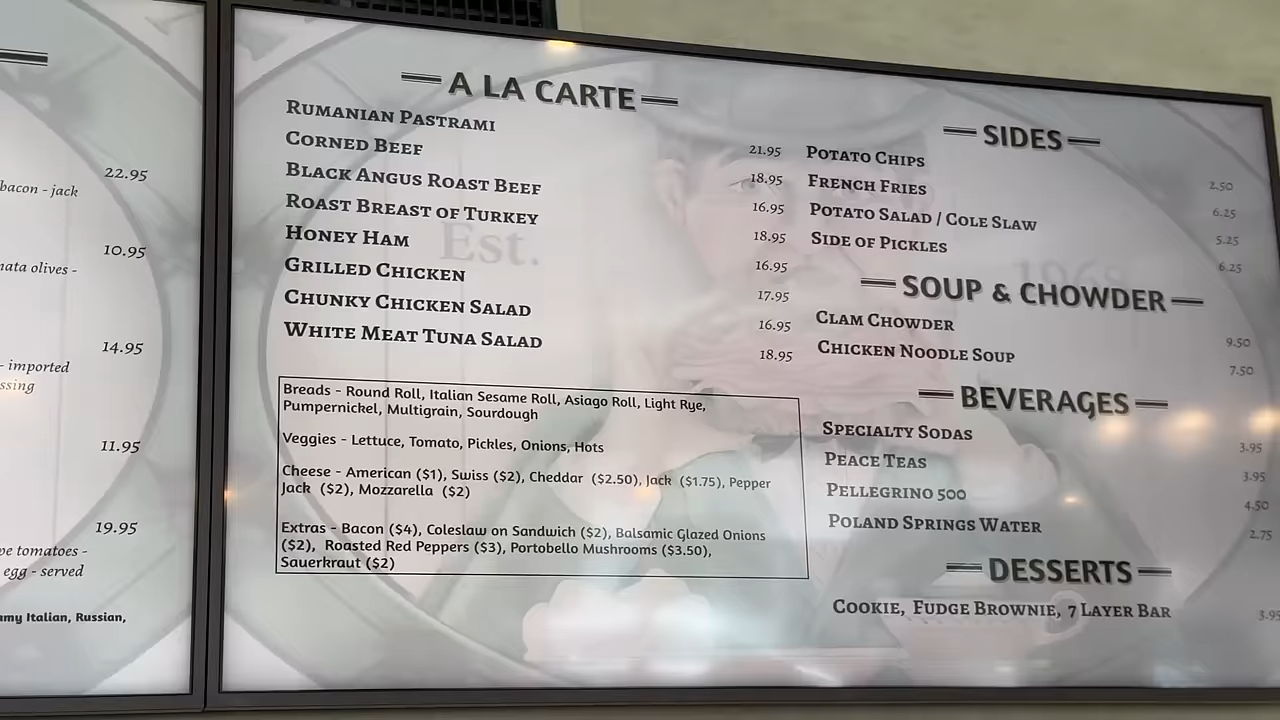 22.95
bacon - jack
10.95
nata olives -
14.95
- imported
ssing
11.95
19.95
pe tomatoes -
egg - served
my Italian, Russian,
A LA CARTE
RUMANIAN PASTRAMI 21.95
CORNED BEEF 18.95
BLACK ANGUS ROAST BEEF 16.95
ROAST BREAST OF TURKEY 18.95
HONEY HAM 16.95
GRILLED CHICKEN 17.95
CHUNKY CHICKEN SALAD 16.95
WHITE MEAT TUNA SALAD 18.95
Est.
1968
Breads - Round Roll, Italian Sesame Roll, Asiago Roll, Light Rye,
Pumpernickel, Multigrain, Sourdough
Veggies - Lettuce, Tomato, Pickles, Onions, Hots
Cheese - American ($1), Swiss ($2), Cheddar ($2.50), Jack ($1.75), Pepper
Jack ($2), Mozzarella ($2)
Extras - Bacon ($4), Coleslaw on Sandwich ($2), Balsamic Glazed Onions
($2), Roasted Red Peppers ($3), Portobello Mushrooms ($3.50),
Sauerkraut ($2)
SIDES
POTATO CHIPS 2.50
FRENCH FRIES 6.25
POTATO SALAD / COLE SLAW 5.25
SIDE OF PICKLES 6.25
SOUP & CHOWDER
CLAM CHOWDER 9.50
CHICKEN NOODLE SOUP 7.50
BEVERAGES
SPECIALTY SODAS 3.95
PEACE TEAS 3.95
PELLEGRINO 500 4.50
POLAND SPRINGS WATER 2.75
DESSERTS
COOKIE, FUDGE BROWNIE, 7 LAYER BAR 3.95